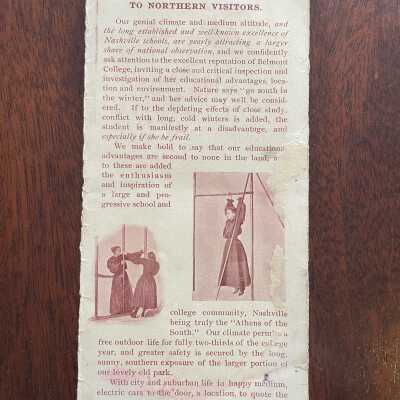 TO NORTHERN VISITORS.
Our genial climate and medium altitude, and
the long established and well-known excellence of
Nashville schools, are yearly attracting a larger
share of national observation, and we confidently
ask attention to the excellent reputation of Belmont
College, inviting a close and critical inspection and
investigation of her educational advantages, loca-
tion and environment. Nature says "go south in
the winter," and her advice may well be consid-
ered. If to the depleting effects of close study,
conflict with long, cold winters is added, the
student is manifestly at a disadvantage, and
especially if she be frail.
We make bold to say that our educational
advantages are second to none in the land; a
to these are added
the enthusiasm
and inspiration of
a large and pro-
gressive school and
college community, Nashville
being truly the "Athens of the
South." Our climate permits a
free outdoor life for fully two-thirds of the college
year, and greater safety is secured by the long,
sunny, southern exposure of the larger portion of
our lovely old park.
With city and suburban life in happy medium,
electric cars to the door, a location, to quote the